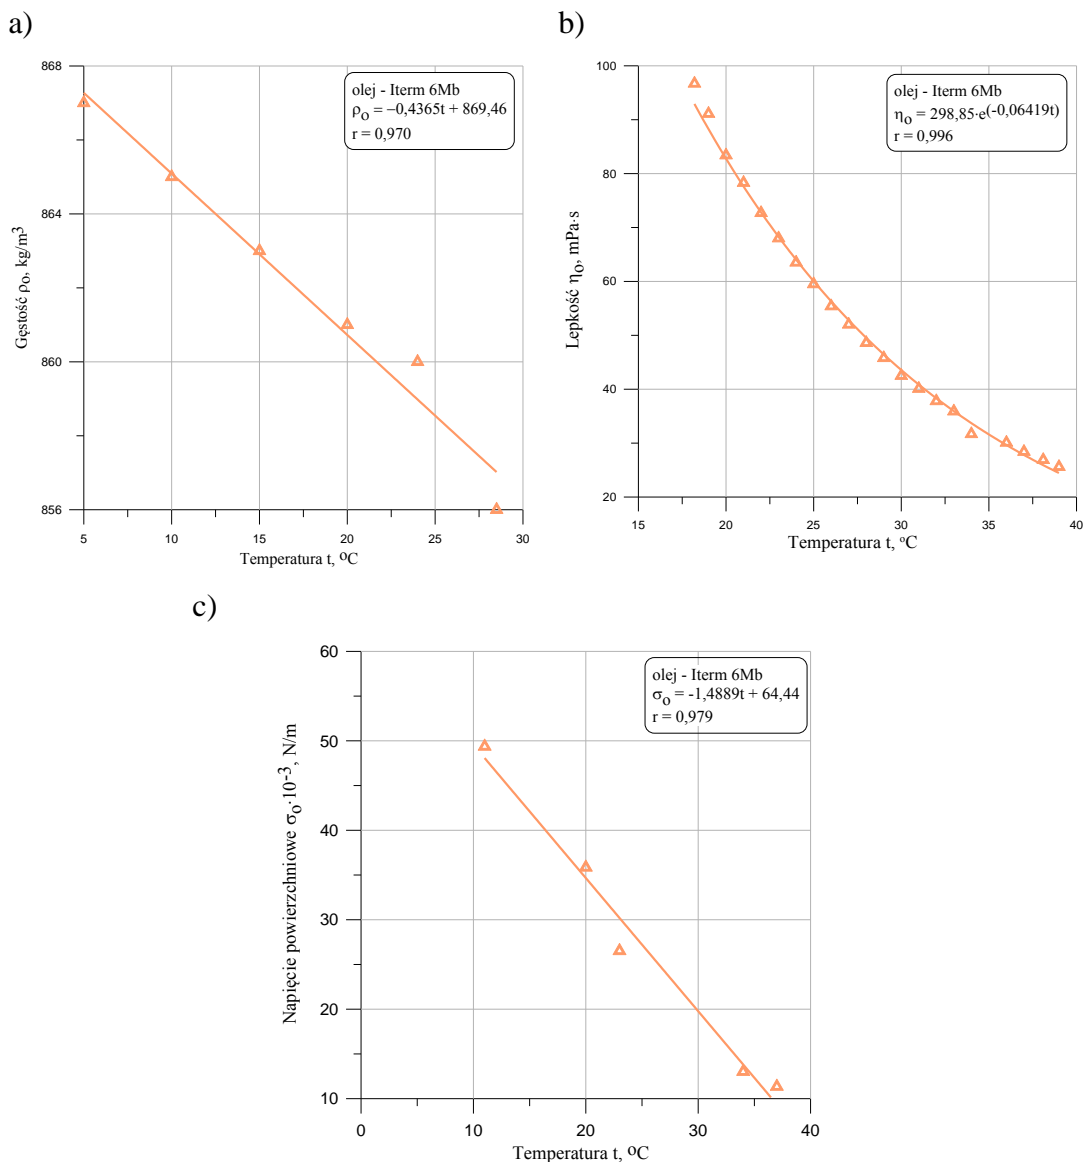 a)
868
864
860
856
5
10
15
20
25
30
Gęstość ρo, kg/m³
Temperatura t, ºC
olej - Iterm 6Mb
ρo = –0,4365t + 869,46
r = 0,970
b)
100
80
60
40
20
15
20
25
30
35
40
Lepkość ηo, mPa·s
Temperatura t, °C
olej - Iterm 6Mb
ηo = 298,85·e(-0,06419t)
r = 0,996
c)
60
50
40
30
20
10
0
10
20
30
40
Napięcie powierzchniowe σo·10-3, N/m
Temperatura t, ºC
olej - Iterm 6Mb
σo = -1,4889t + 64,44
r = 0,979